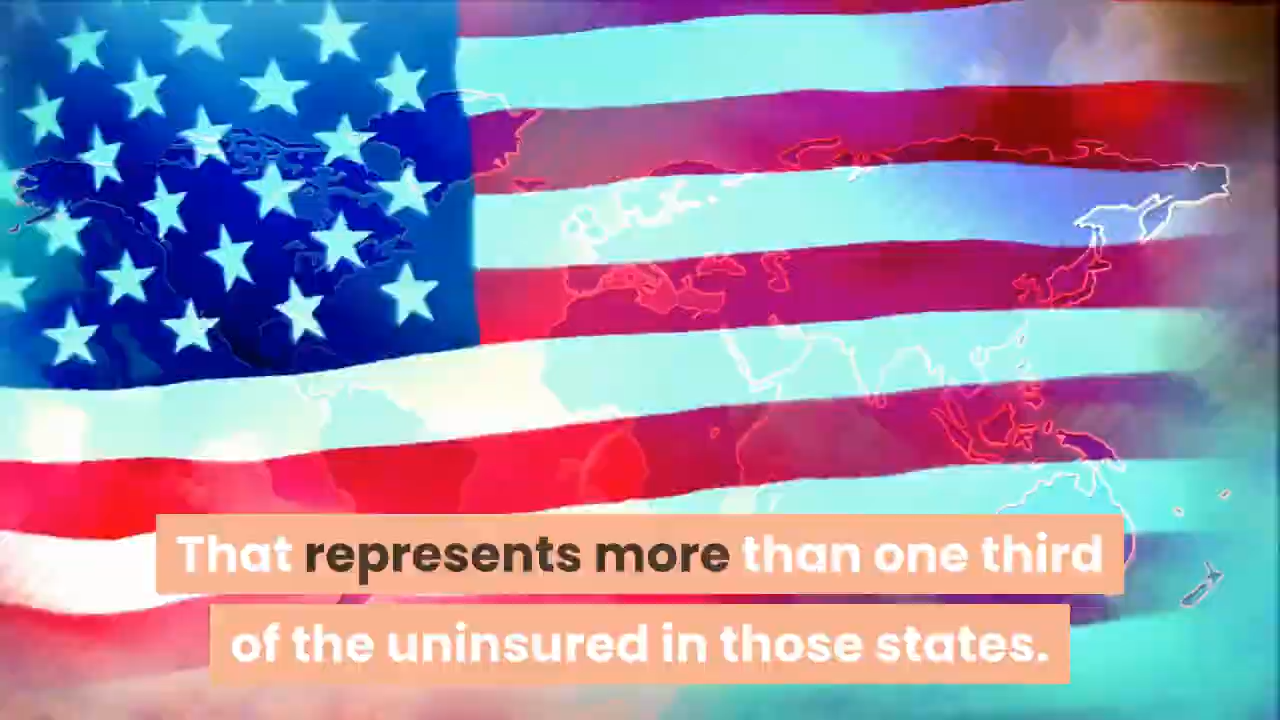 That represents more than one third
of the uninsured in those states.